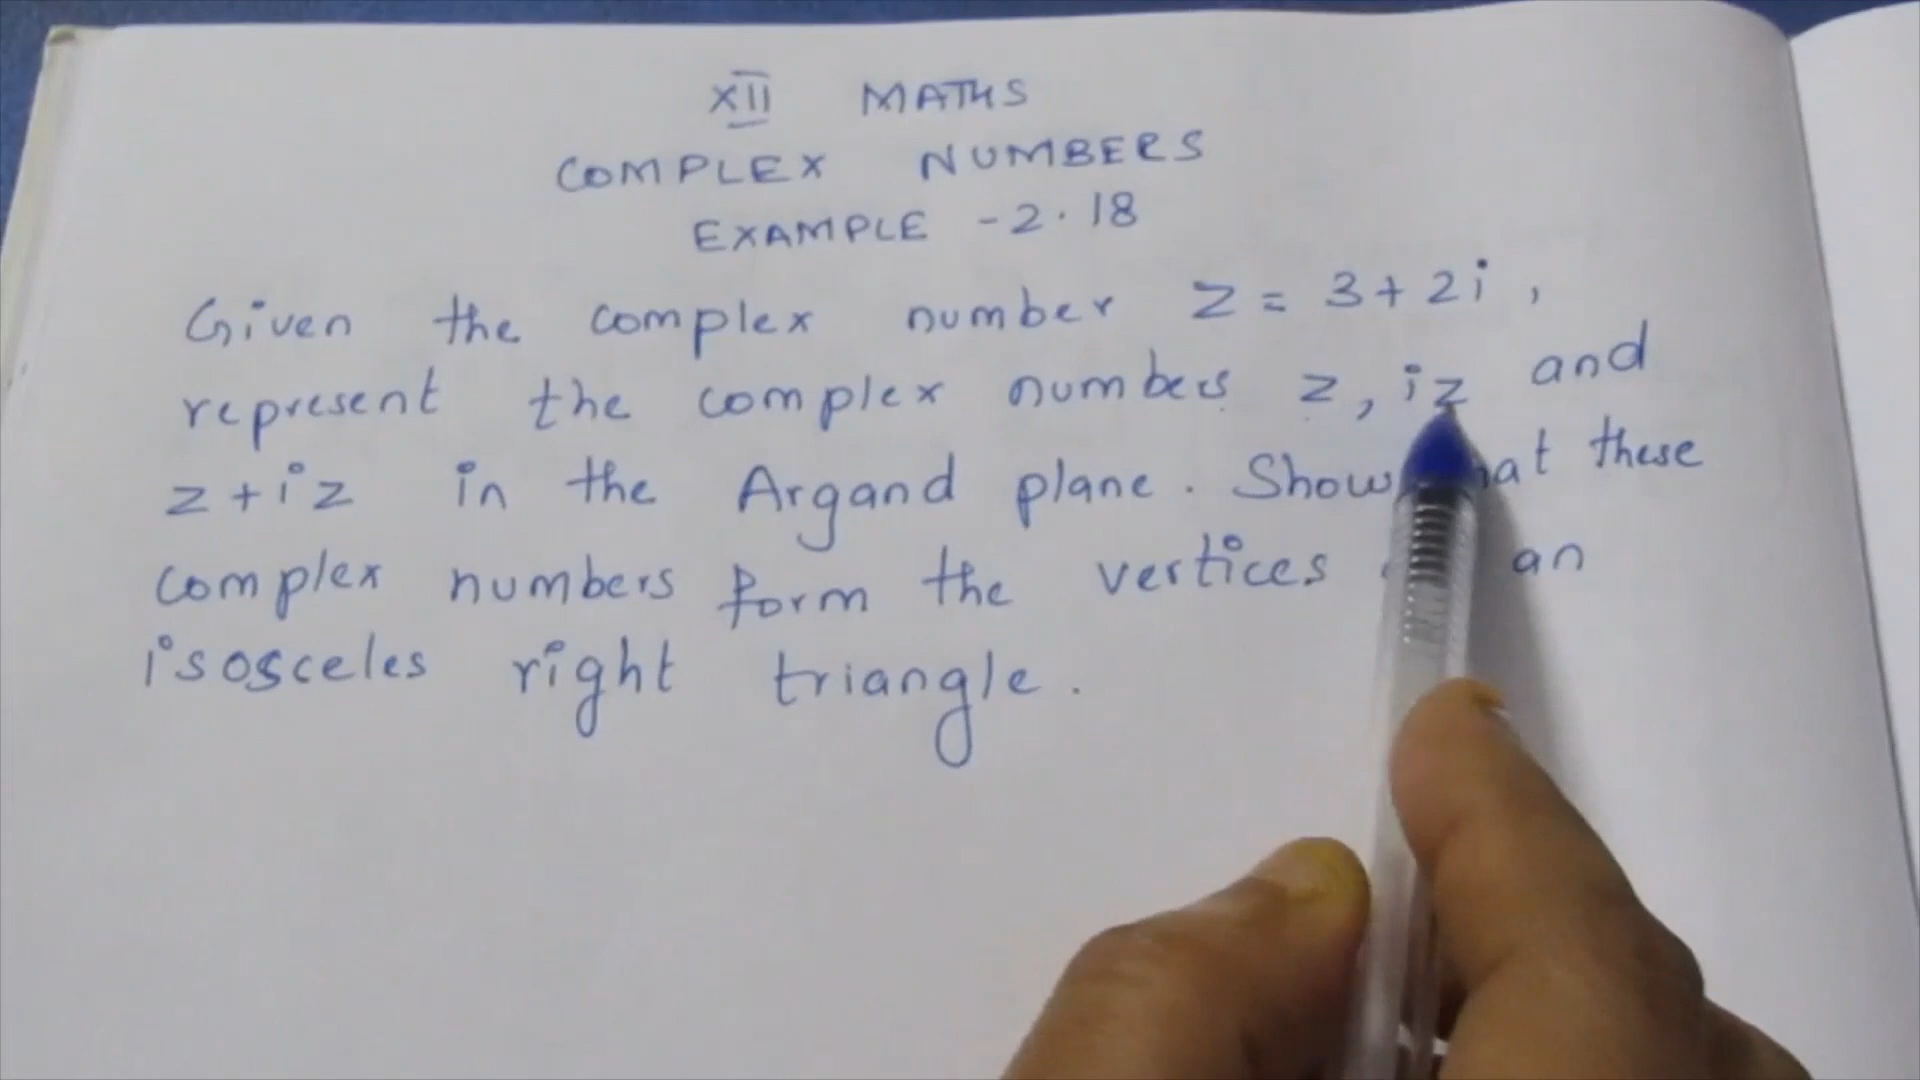 XII MATHS
COMPLEX NUMBERS
EXAMPLE - 2.18
Given the complex number z = 3 + 2i ,
represent the complex numbers z, iz and
z + iz in the Argand plane. Show these
complex numbers form the vertices an
isosceles right triangle.